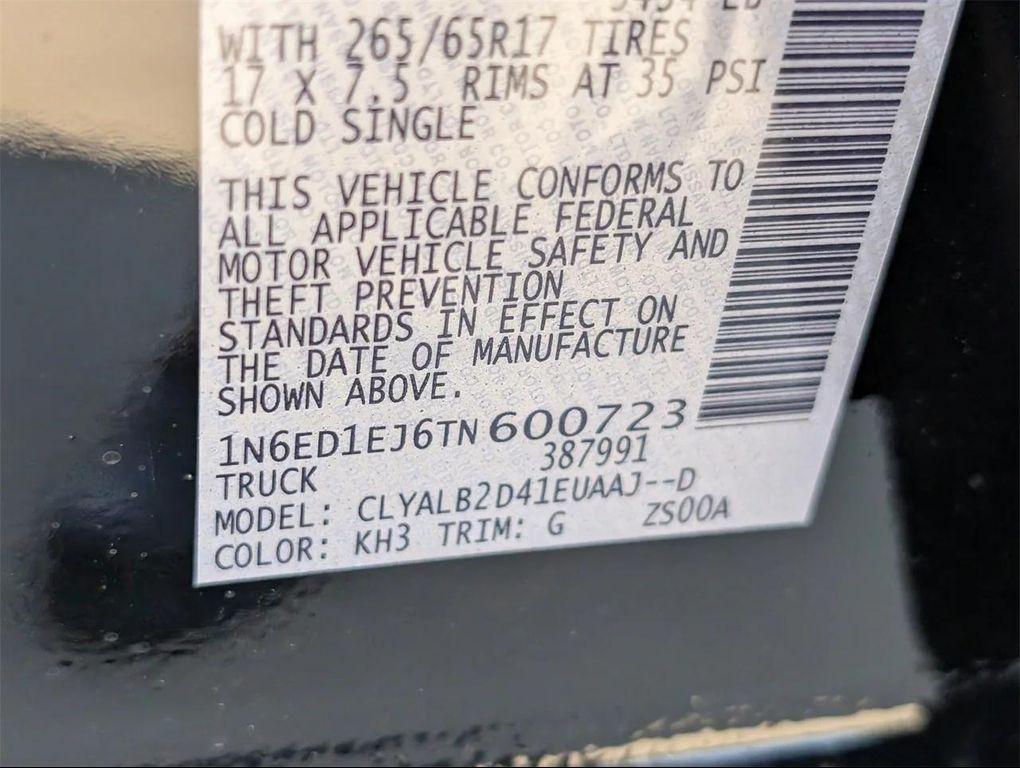 WITH 265/65R17 TIRES
17 X 7.5 RIMS AT 35 PSI
COLD SINGLE
THIS VEHICLE CONFORMS TO
ALL APPLICABLE FEDERAL
MOTOR VEHICLE SAFETY AND
THEFT PREVENTION
STANDARDS IN EFFECT ON
THE DATE OF MANUFACTURE
SHOWN ABOVE.
1N6ED1EJ6TN600723
TRUCK 387991
MODEL: CLYALB2D41EUAAJ--D
COLOR: KH3 TRIM: G ZS00A